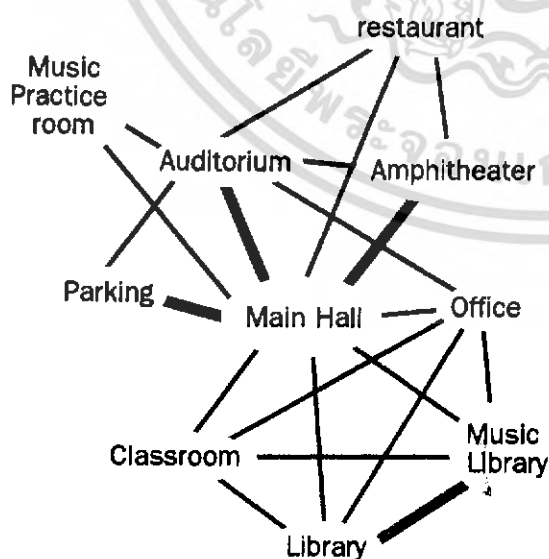 restaurant
Music
Practice
room
Auditorium
Amphitheater
Parking
Main Hall
Office
Classroom
Music
Library
Library